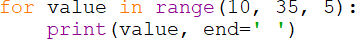 for value in range(10, 35, 5):
    print(value, end=' ')